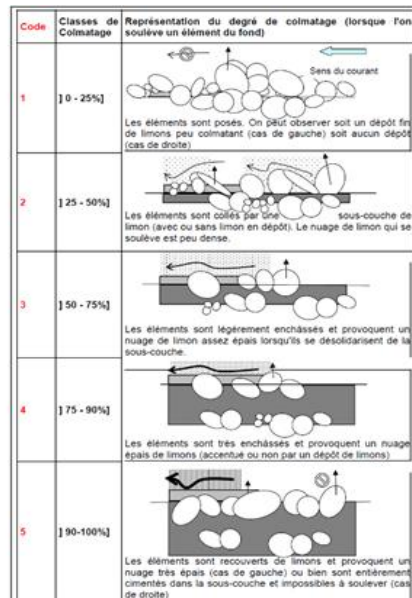 Code
Classes de
Colmatage
Représentation du degré de colmatage (lorsque l'on
soulève un élément du fond)
1
] 0 - 25%]
Sens du courant
Les éléments sont posés. On peut observer soit un dépôt fin
de limons peu colmatant (cas de gauche) soit aucun dépôt
(cas de droite)
2
] 25 - 50%]
Les éléments sont collés par une sous-couche de
limon (avec ou sans limon en dépôt). Le nuage de limon qui se
soulève est peu dense.
3
] 50 - 75%]
Les éléments sont légèrement enchâssés et provoquent un
nuage de limon assez épais lorsqu'ils se désolidarisent de la
sous-couche.
4
] 75 - 90%]
Les éléments sont très enchâssés et provoquent un nuage
épais de limons (accentué ou non par un dépôt de limons)
5
] 90-100%]
Les éléments sont recouverts de limons et provoquent un
nuage très épais (cas de gauche) ou bien sont entièrement
cimentés dans la sous-couche et impossibles à soulever (cas
de droite)